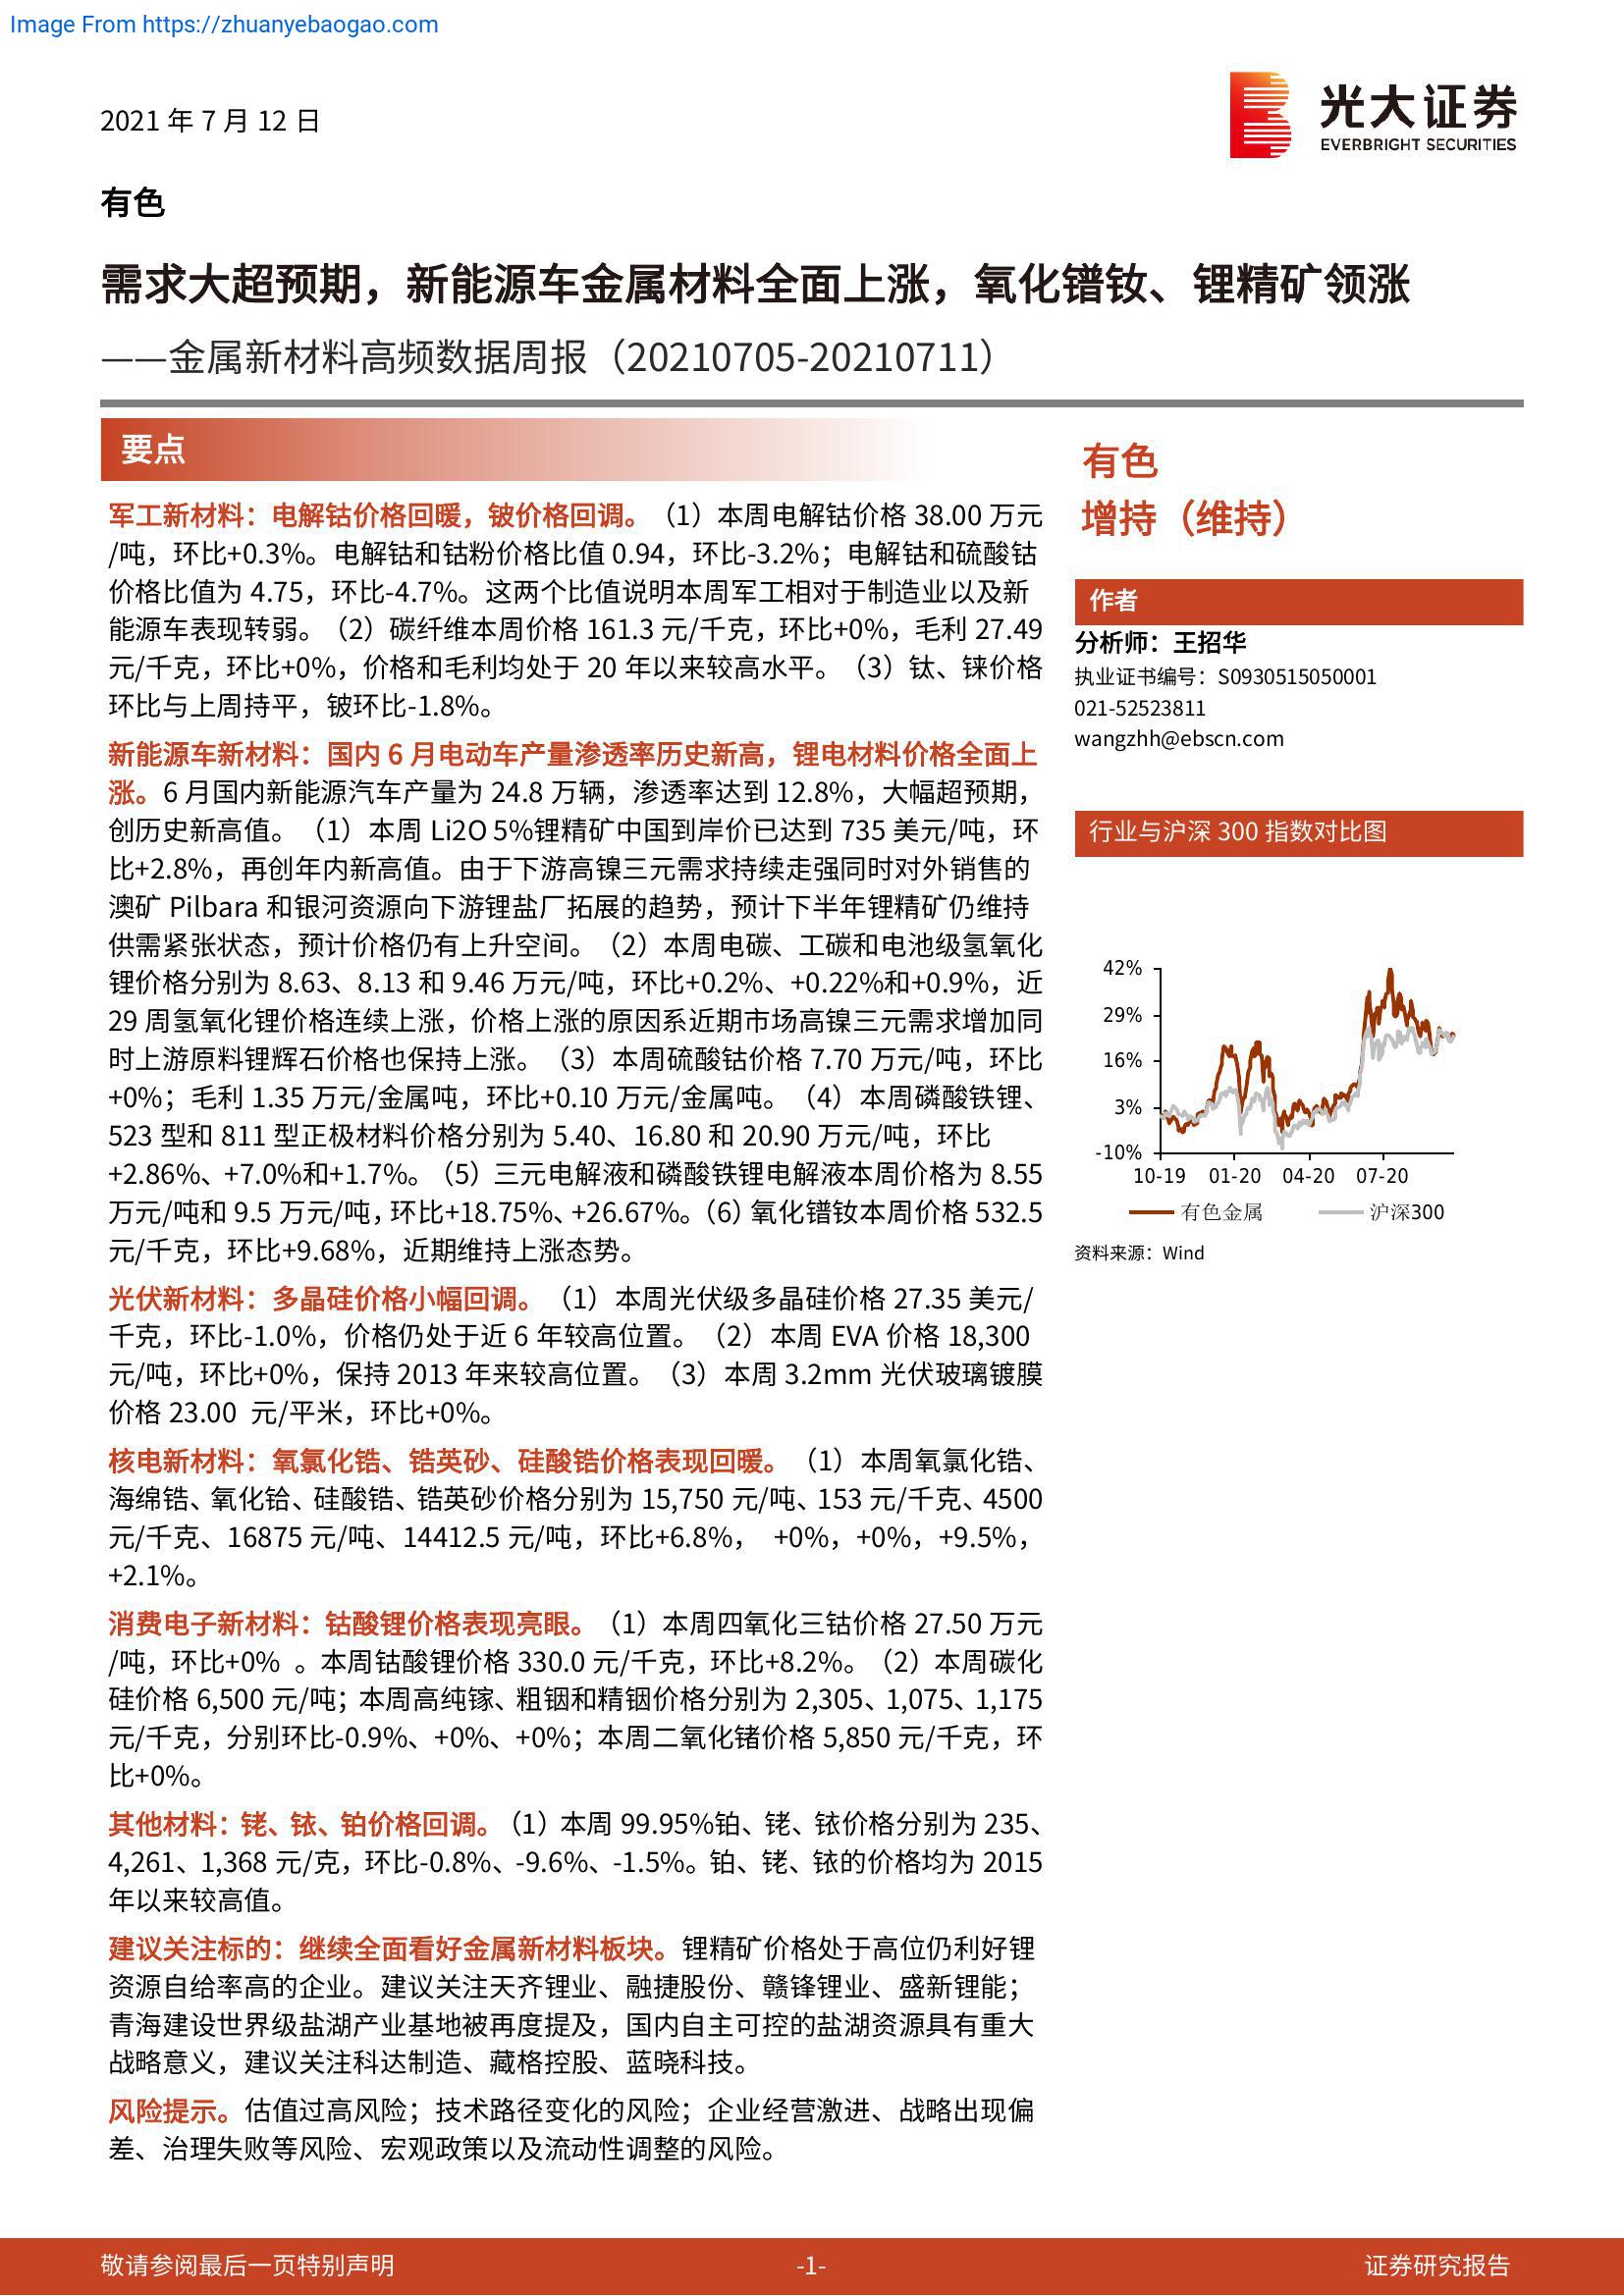 Image From https://zhuanyebaogao.com
2021 年 7 月 12 日
光大证券
EVERBRIGHT SECURITIES
有色
需求大超预期，新能源车金属材料全面上涨，氧化镨钕、锂精矿领涨
——金属新材料高频数据周报（20210705-20210711）
要点
军工新材料：电解钴价格回暖，铍价格回调。（1）本周电解钴价格 38.00 万元
/吨，环比+0.3%。电解钴和钴粉价格比值 0.94，环比-3.2%；电解钴和硫酸钴
价格比值为 4.75，环比-4.7%。这两个比值说明本周军工相对于制造业以及新
能源车表现转弱。（2）碳纤维本周价格 161.3 元/千克，环比+0%，毛利 27.49
元/千克，环比+0%，价格和毛利均处于 20 年以来较高水平。（3）钛、铼价格
环比与上周持平，铍环比-1.8%。
新能源车新材料：国内 6 月电动车产量渗透率历史新高，锂电材料价格全面上
涨。6 月国内新能源汽车产量为 24.8 万辆，渗透率达到 12.8%，大幅超预期，
创历史新高值。（1）本周 Li2O 5%锂精矿中国到岸价已达到 735 美元/吨，环
比+2.8%，再创年内新高值。由于下游高镍三元需求持续走强同时对外销售的
澳矿 Pilbara 和银河资源向下游锂盐厂拓展的趋势，预计下半年锂精矿仍维持
供需紧张状态，预计价格仍有上升空间。（2）本周电碳、工碳和电池级氢氧化
锂价格分别为 8.63、8.13 和 9.46 万元/吨，环比+0.2%、+0.22%和+0.9%，近
29 周氢氧化锂价格连续上涨，价格上涨的原因系近期市场高镍三元需求增加同
时上游原料锂辉石价格也保持上涨。（3）本周硫酸钴价格 7.70 万元/吨，环比
+0%；毛利 1.35 万元/金属吨，环比+0.10 万元/金属吨。（4）本周磷酸铁锂、
523 型和 811 型正极材料价格分别为 5.40、16.80 和 20.90 万元/吨，环比
+2.86%、+7.0%和+1.7%。（5）三元电解液和磷酸铁锂电解液本周价格为 8.55
万元/吨和 9.5 万元/吨，环比+18.75%、+26.67%。（6）氧化镨钕本周价格 532.5
元/千克，环比+9.68%，近期维持上涨态势。
光伏新材料：多晶硅价格小幅回调。（1）本周光伏级多晶硅价格 27.35 美元/
千克，环比-1.0%，价格仍处于近 6 年较高位置。（2）本周 EVA 价格 18,300
元/吨，环比+0%，保持 2013 年来较高位置。（3）本周 3.2mm 光伏玻璃镀膜
价格 23.00 元/平米，环比+0%。
核电新材料：氧氯化锆、锆英砂、硅酸锆价格表现回暖。（1）本周氧氯化锆、
海绵锆、氧化铪、硅酸锆、锆英砂价格分别为 15,750 元/吨、153 元/千克、4500
元/千克、16875 元/吨、14412.5 元/吨，环比+6.8%， +0%，+0%，+9.5%，
+2.1%。
消费电子新材料：钴酸锂价格表现亮眼。（1）本周四氧化三钴价格 27.50 万元
/吨，环比+0% 。本周钴酸锂价格 330.0 元/千克，环比+8.2%。（2）本周碳化
硅价格 6,500 元/吨；本周高纯镓、粗铟和精铟价格分别为 2,305、1,075、1,175
元/千克，分别环比-0.9%、+0%、+0%；本周二氧化锗价格 5,850 元/千克，环
比+0%。
其他材料：铑、铱、铂价格回调。（1）本周 99.95%铂、铑、铱价格分别为 235、
4,261、1,368 元/克，环比-0.8%、-9.6%、-1.5%。铂、铑、铱的价格均为 2015
年以来较高值。
建议关注标的：继续全面看好金属新材料板块。锂精矿价格处于高位仍利好锂
资源自给率高的企业。建议关注天齐锂业、融捷股份、赣锋锂业、盛新锂能；
青海建设世界级盐湖产业基地被再度提及，国内自主可控的盐湖资源具有重大
战略意义，建议关注科达制造、藏格控股、蓝晓科技。
风险提示。估值过高风险；技术路径变化的风险；企业经营激进、战略出现偏
差、治理失败等风险、宏观政策以及流动性调整的风险。
有色
增持（维持）
作者
分析师：王招华
执业证书编号：S0930515050001
021-52523811
wangzhh@ebscn.com
行业与沪深 300 指数对比图
42%
29%
16%
3%
-10%
10-19 01-20 04-20 07-20
有色金属 沪深300
资料来源：Wind
敬请参阅最后一页特别声明 -1- 证券研究报告